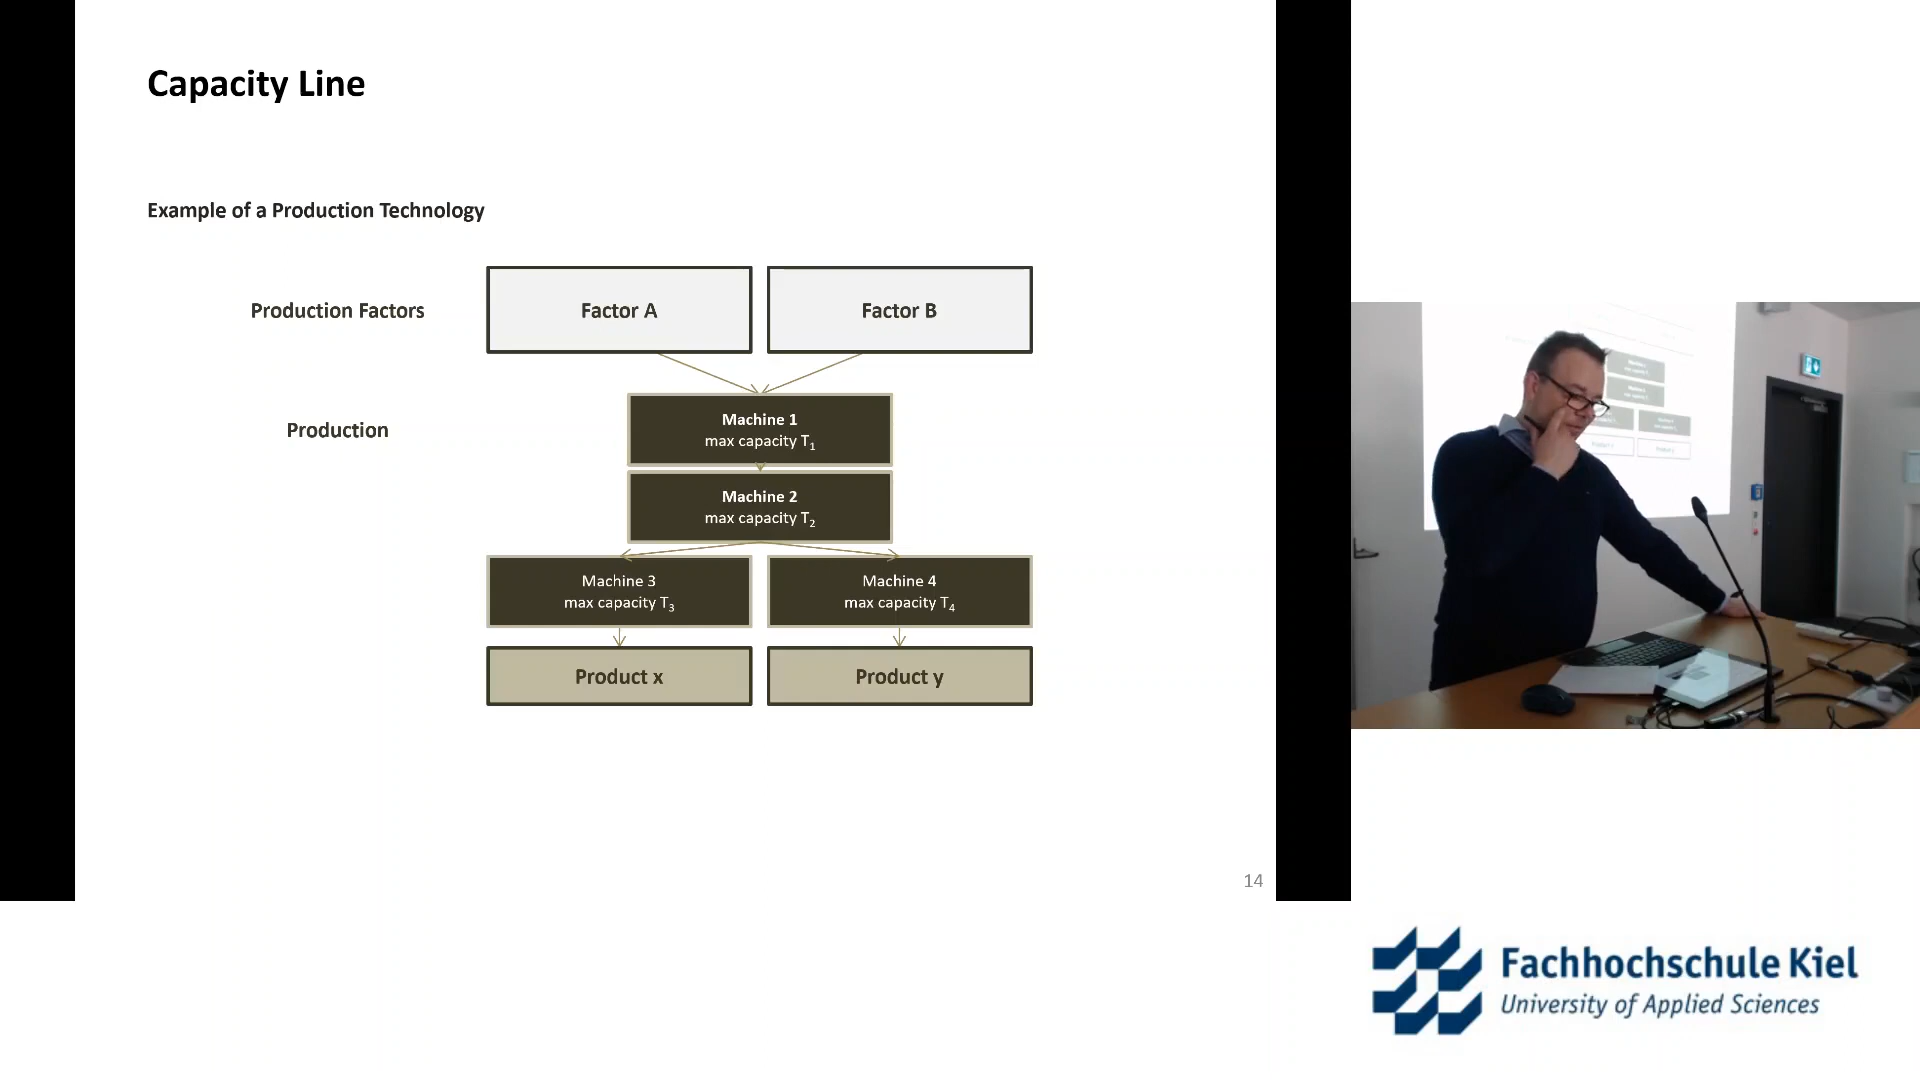 Capacity Line
Example of a Production Technology
Production Factors
Factor A
Factor B
Production
Machine 1
max capacity T1
Machine 2
max capacity T2
Machine 3
max capacity T3
Machine 4
max capacity T4
Product x
Product y
14
Fachhochschule Kiel
University of Applied Sciences